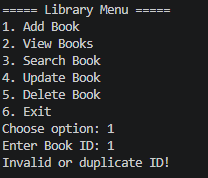 ===== Library Menu =====
1. Add Book
2. View Books
3. Search Book
4. Update Book
5. Delete Book
6. Exit
Choose option: 1
Enter Book ID: 1
Invalid or duplicate ID!